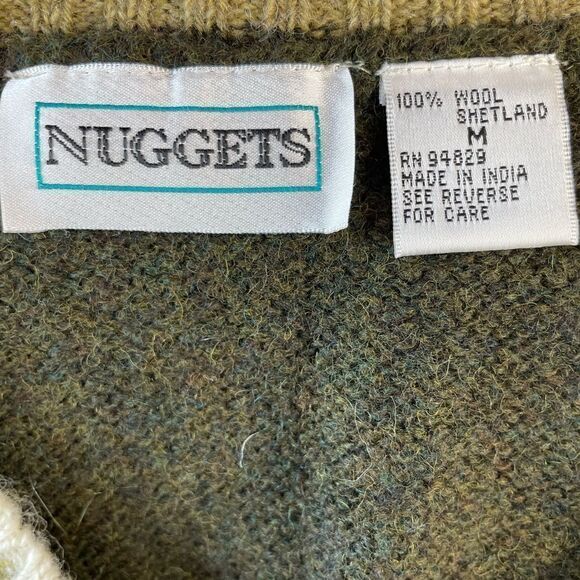 NUGGETS
100% WOOL
SHETLAND
M
RN 94829
MADE IN INDIA
SEE REVERSE
FOR CARE